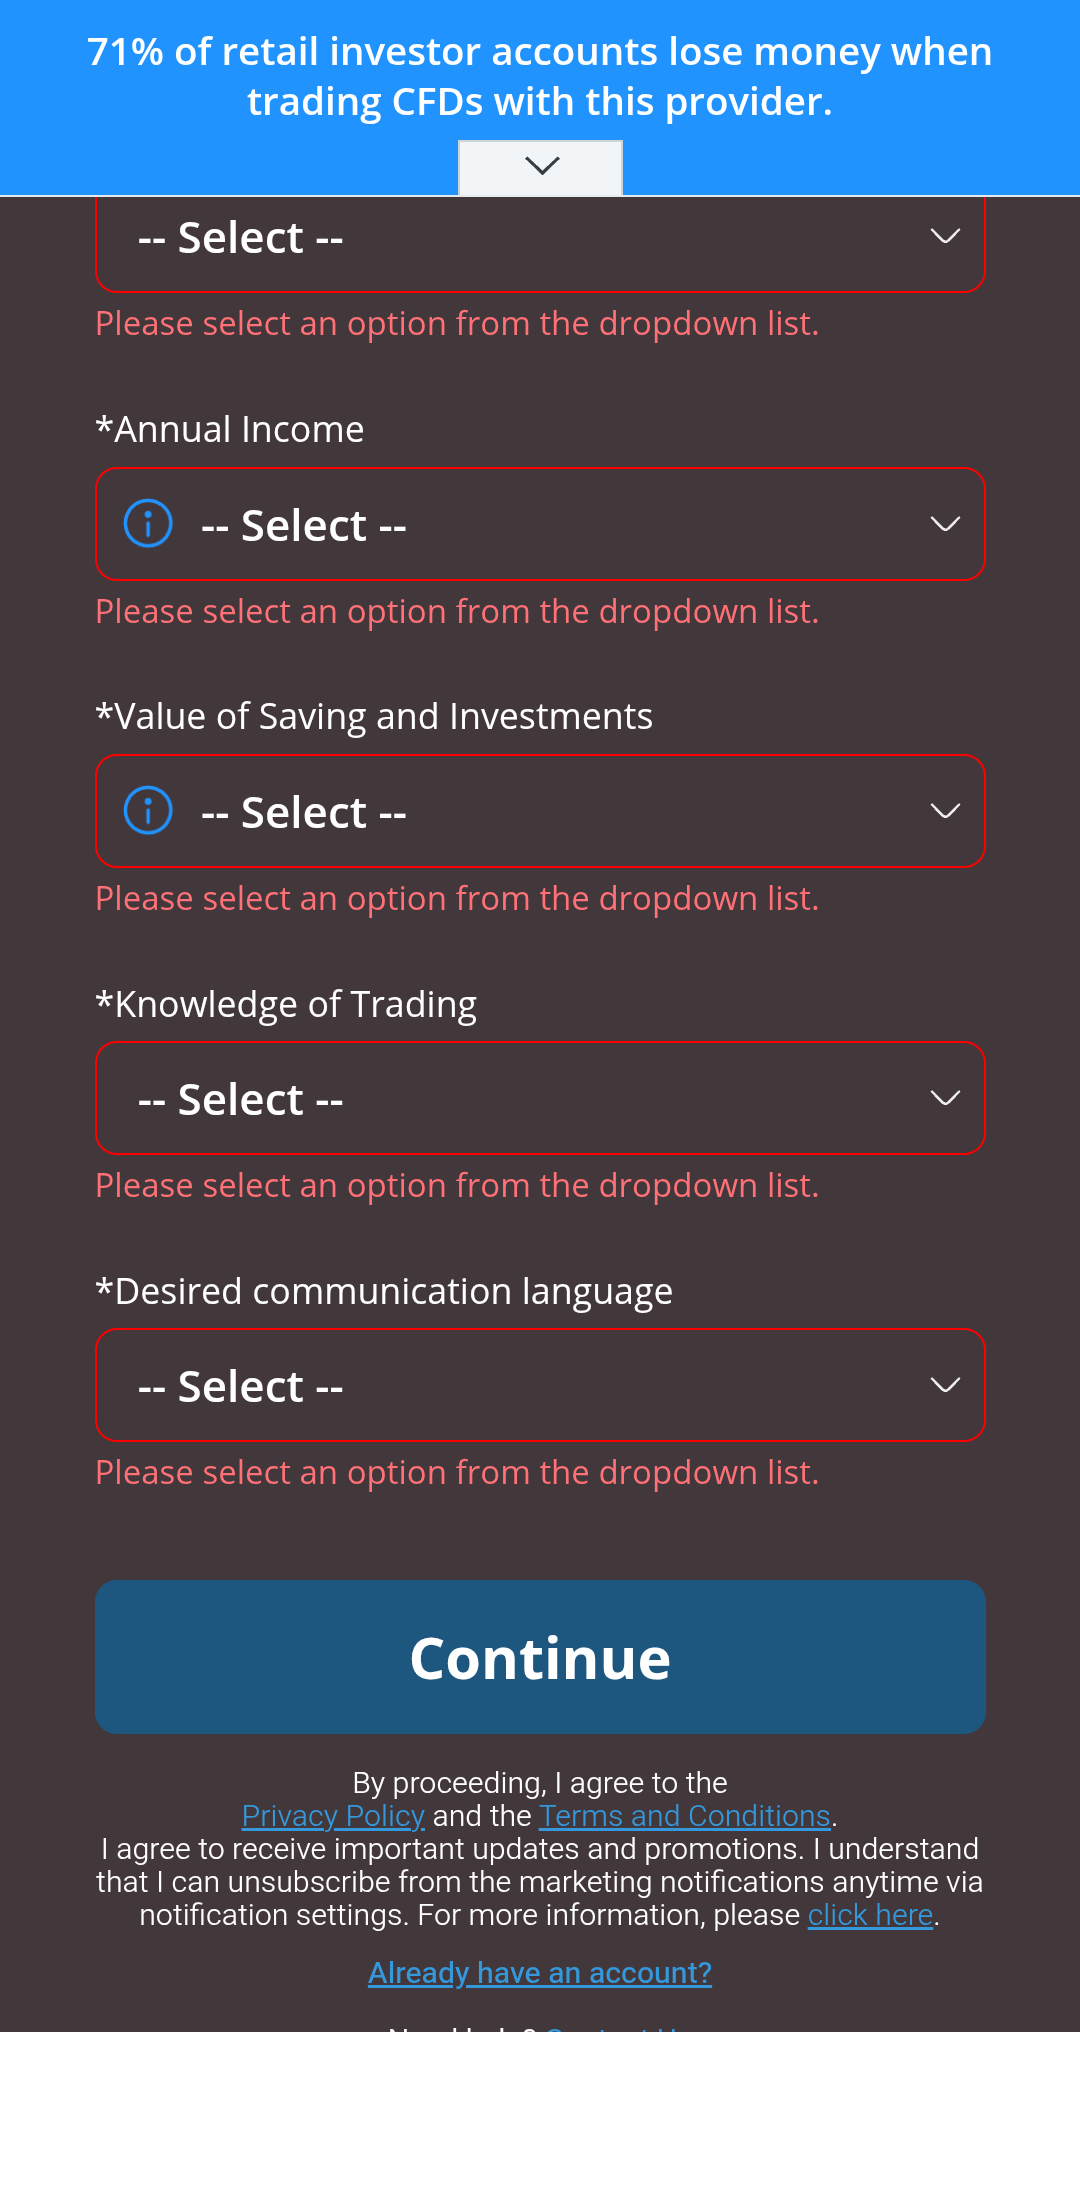 71% of retail investor accounts lose money when
trading CFDs with this provider.
-- Select --
Please select an option from the dropdown list.
*Annual Income
-- Select --
Please select an option from the dropdown list.
*Value of Saving and Investments
-- Select --
Please select an option from the dropdown list.
*Knowledge of Trading
-- Select --
Please select an option from the dropdown list.
*Desired communication language
-- Select --
Please select an option from the dropdown list.
Continue
By proceeding, I agree to the
Privacy Policy and the Terms and Conditions.
I agree to receive important updates and promotions. I understand
that I can unsubscribe from the marketing notifications anytime via
notification settings. For more information, please click here.
Already have an account?